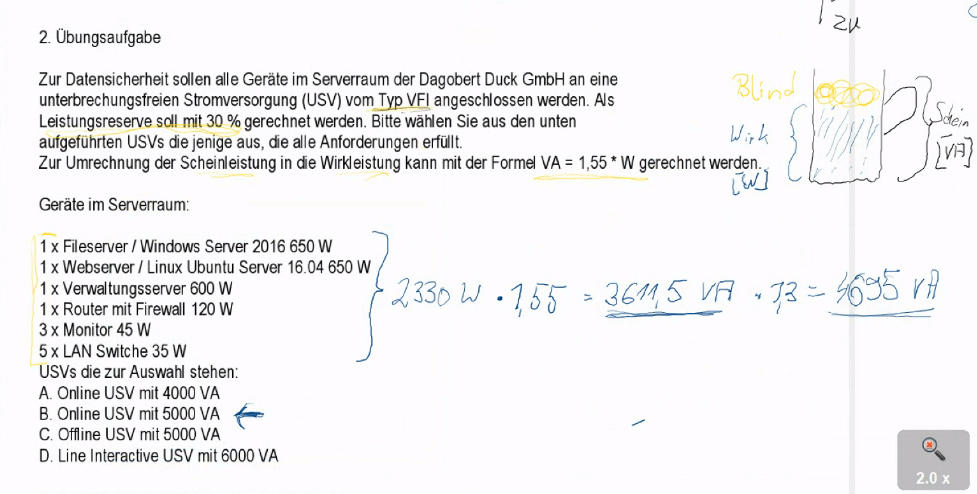 2. Übungsaufgabe
Zur Datensicherheit sollen alle Geräte im Serverraum der Dagobert Duck GmbH an eine
unterbrechungsfreien Stromversorgung (USV) vom Typ VFI angeschlossen werden. Als
Leistungsreserve soll mit 30 % gerechnet werden. Bitte wählen Sie aus den unten
aufgeführten USVs die jenige aus, die alle Anforderungen erfüllt.
Zur Umrechnung der Scheinleistung in die Wirkleistung kann mit der Formel VA = 1,55 * W gerechnet werden.
Blind
Wirk
[W]
Schein
[VA]
Geräte im Serverraum:
1 x Fileserver / Windows Server 2016 650 W
1 x Webserver / Linux Ubuntu Server 16.04 650 W
1 x Verwaltungsserver 600 W
1 x Router mit Firewall 120 W
3 x Monitor 45 W
5 x LAN Switche 35 W
2330 W · 1,55 = 3611,5 VA · 1,3 = 4695 VA
USVs die zur Auswahl stehen:
A. Online USV mit 4000 VA
B. Online USV mit 5000 VA
C. Offline USV mit 5000 VA
D. Line Interactive USV mit 6000 VA
2.0 x